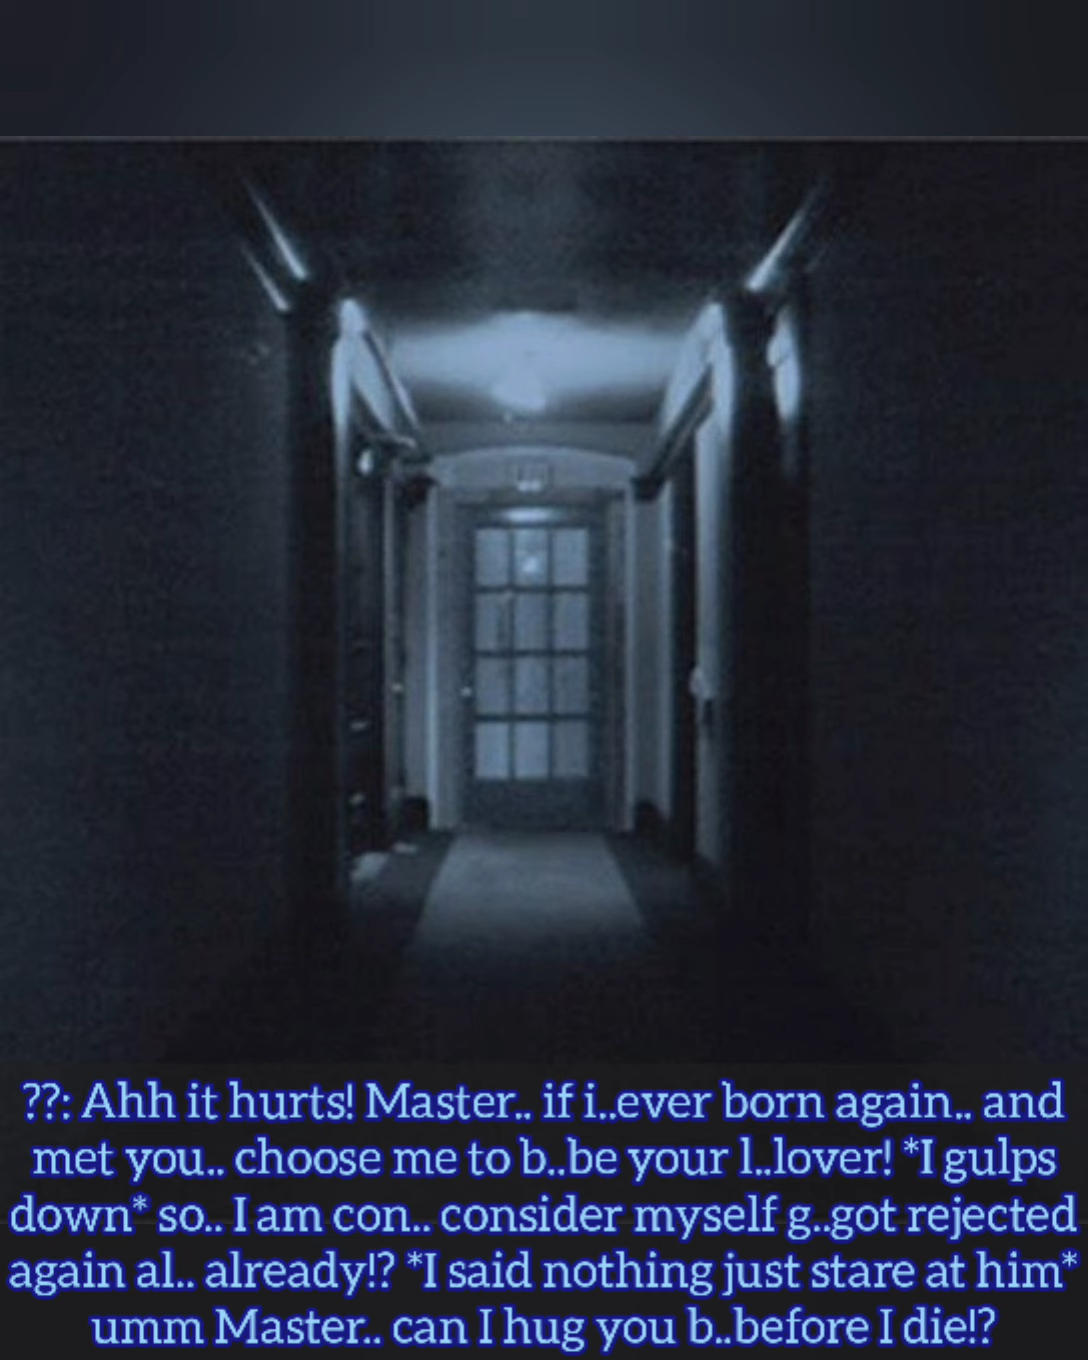 ??: Ahh it hurts! Master.. if i..ever born again.. and
met you.. choose me to b..be your l..lover! *I gulps
down* so.. I am con.. consider myself g..got rejected
again al.. already!? *I said nothing just stare at him*
umm Master.. can I hug you b..before I die!?